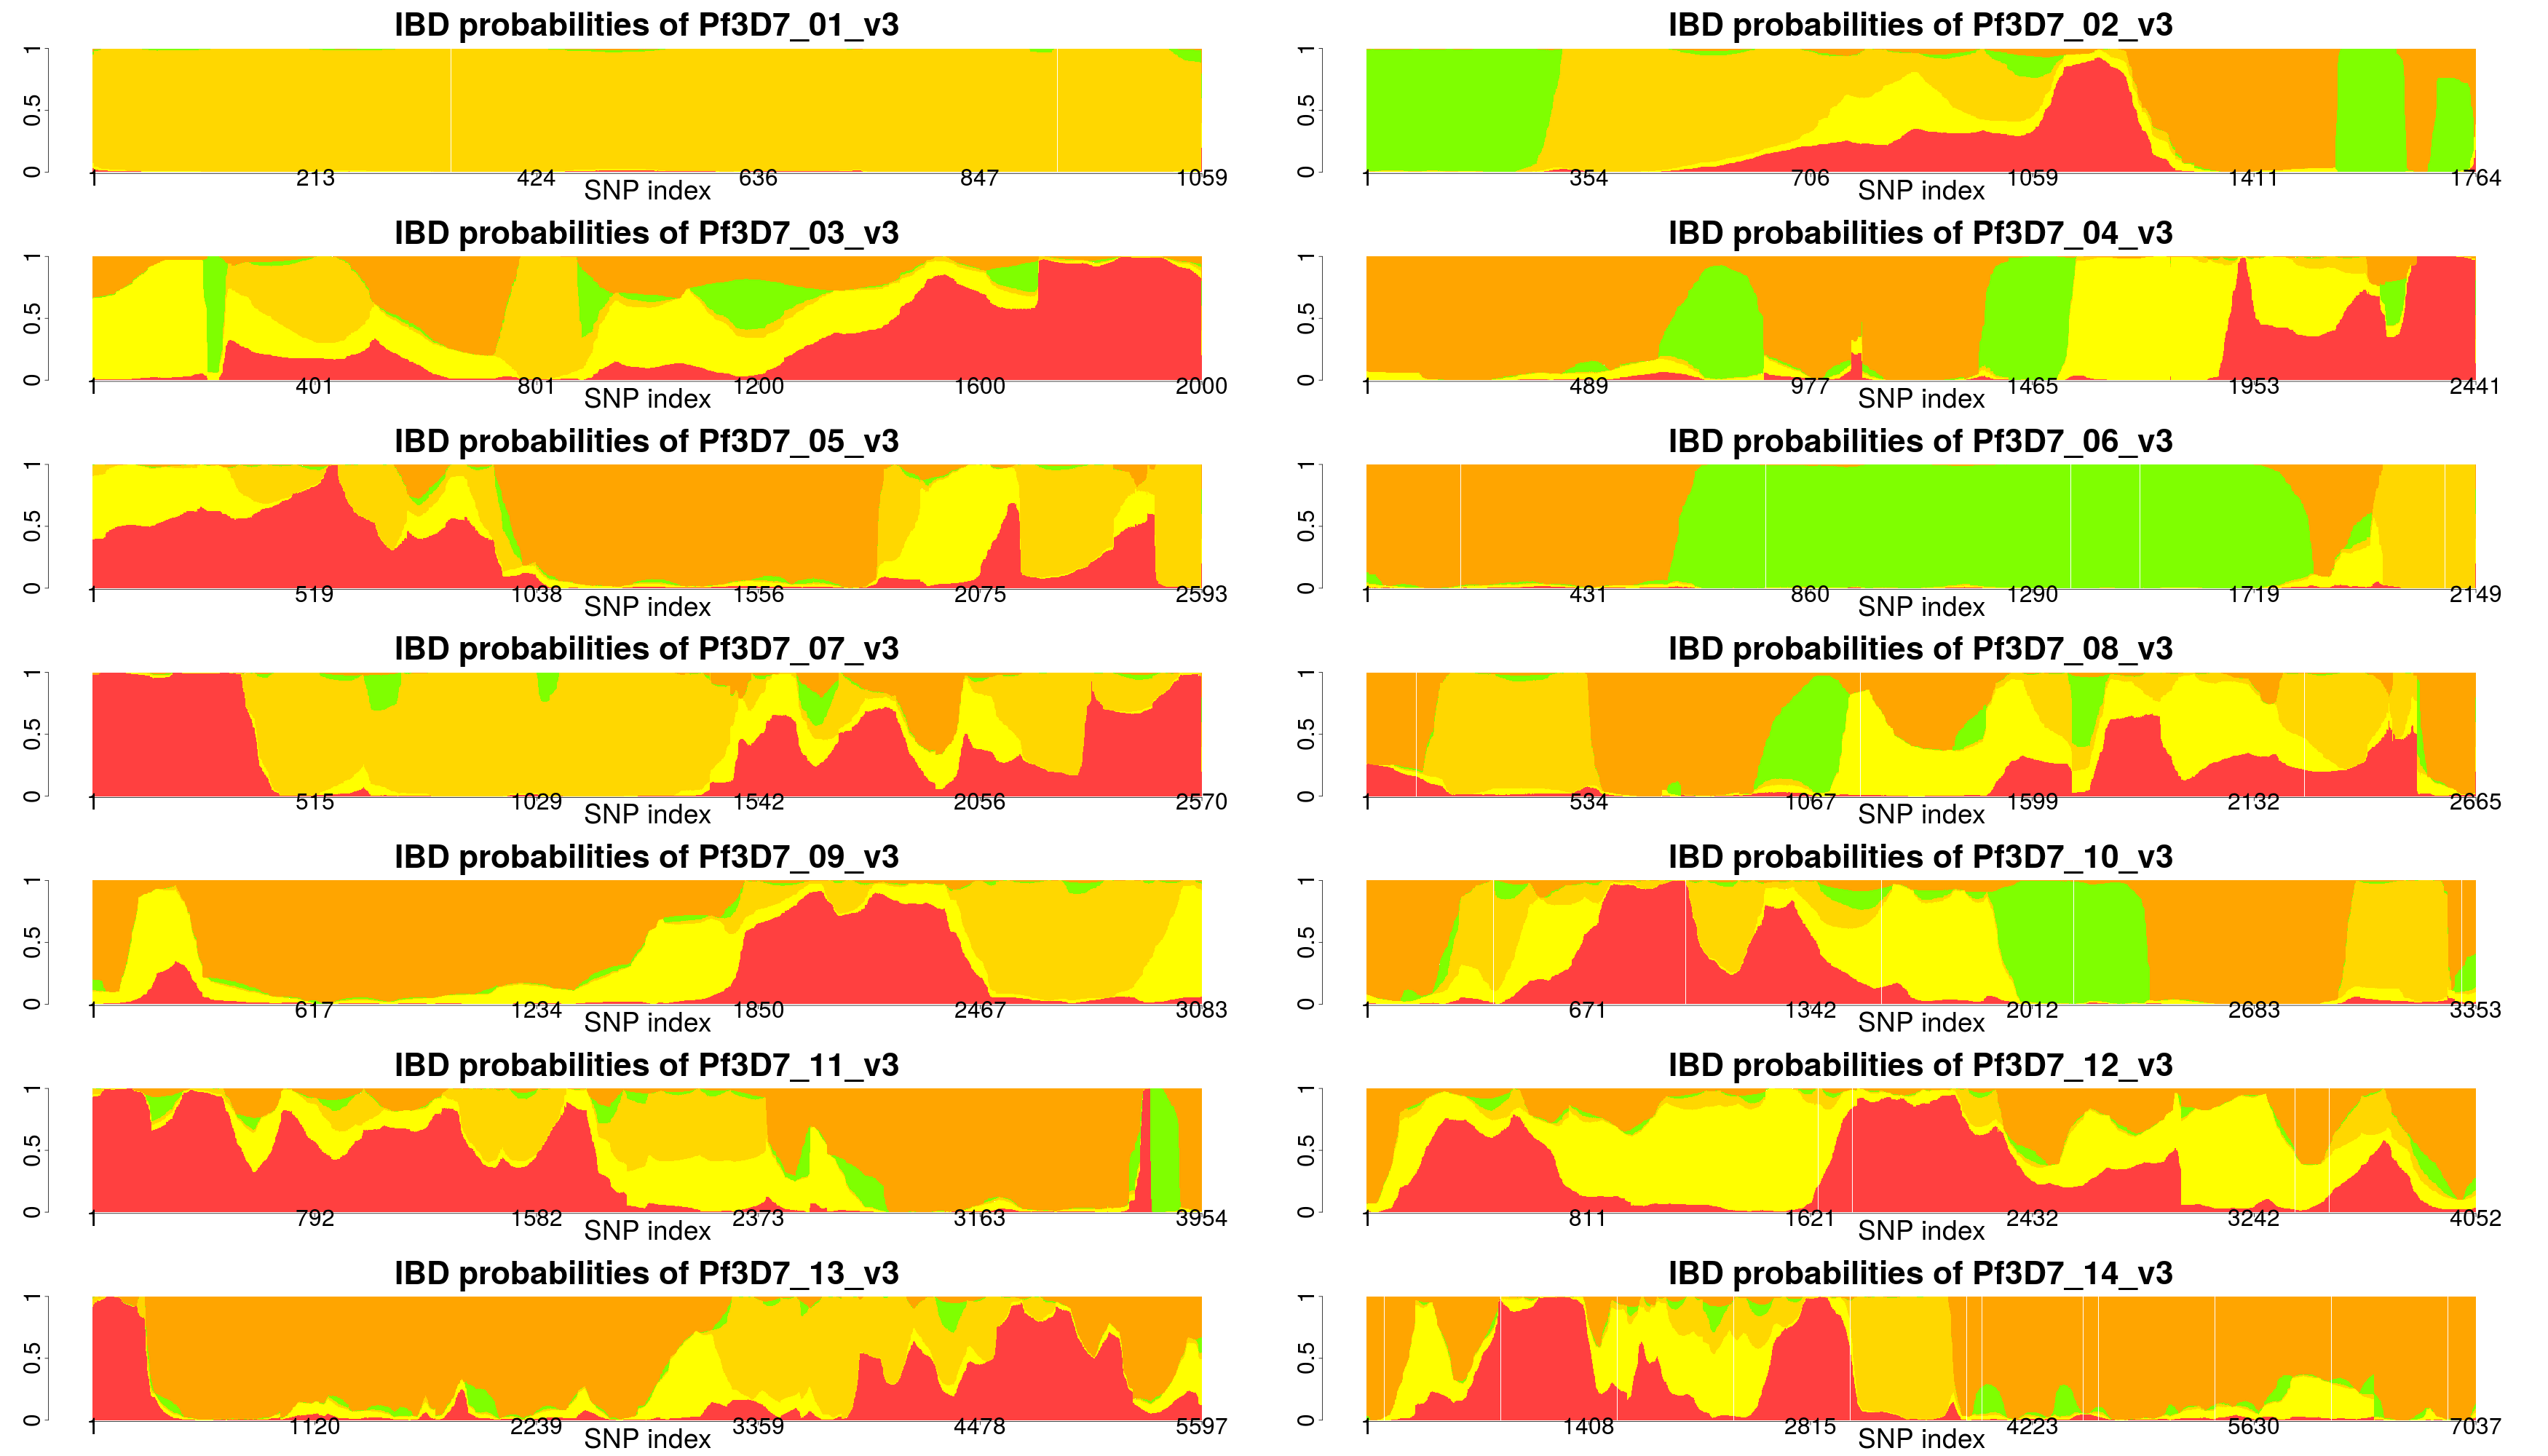 IBD probabilities of Pf3D7_01_v3
0 0.5 1
1 213 424 636 847 1059
SNP index
IBD probabilities of Pf3D7_02_v3
0 0.5 1
1 354 706 1059 1411 1764
SNP index
IBD probabilities of Pf3D7_03_v3
0 0.5 1
1 401 801 1200 1600 2000
SNP index
IBD probabilities of Pf3D7_04_v3
0 0.5 1
1 489 977 1465 1953 2441
SNP index
IBD probabilities of Pf3D7_05_v3
0 0.5 1
1 519 1038 1556 2075 2593
SNP index
IBD probabilities of Pf3D7_06_v3
0 0.5 1
1 431 860 1290 1719 2149
SNP index
IBD probabilities of Pf3D7_07_v3
0 0.5 1
1 515 1029 1542 2056 2570
SNP index
IBD probabilities of Pf3D7_08_v3
0 0.5 1
1 534 1067 1599 2132 2665
SNP index
IBD probabilities of Pf3D7_09_v3
0 0.5 1
1 617 1234 1850 2467 3083
SNP index
IBD probabilities of Pf3D7_10_v3
0 0.5 1
1 671 1342 2012 2683 3353
SNP index
IBD probabilities of Pf3D7_11_v3
0 0.5 1
1 792 1582 2373 3163 3954
SNP index
IBD probabilities of Pf3D7_12_v3
0 0.5 1
1 811 1621 2432 3242 4052
SNP index
IBD probabilities of Pf3D7_13_v3
0 0.5 1
1 1120 2239 3359 4478 5597
SNP index
IBD probabilities of Pf3D7_14_v3
0 0.5 1
1 1408 2815 4223 5630 7037
SNP index